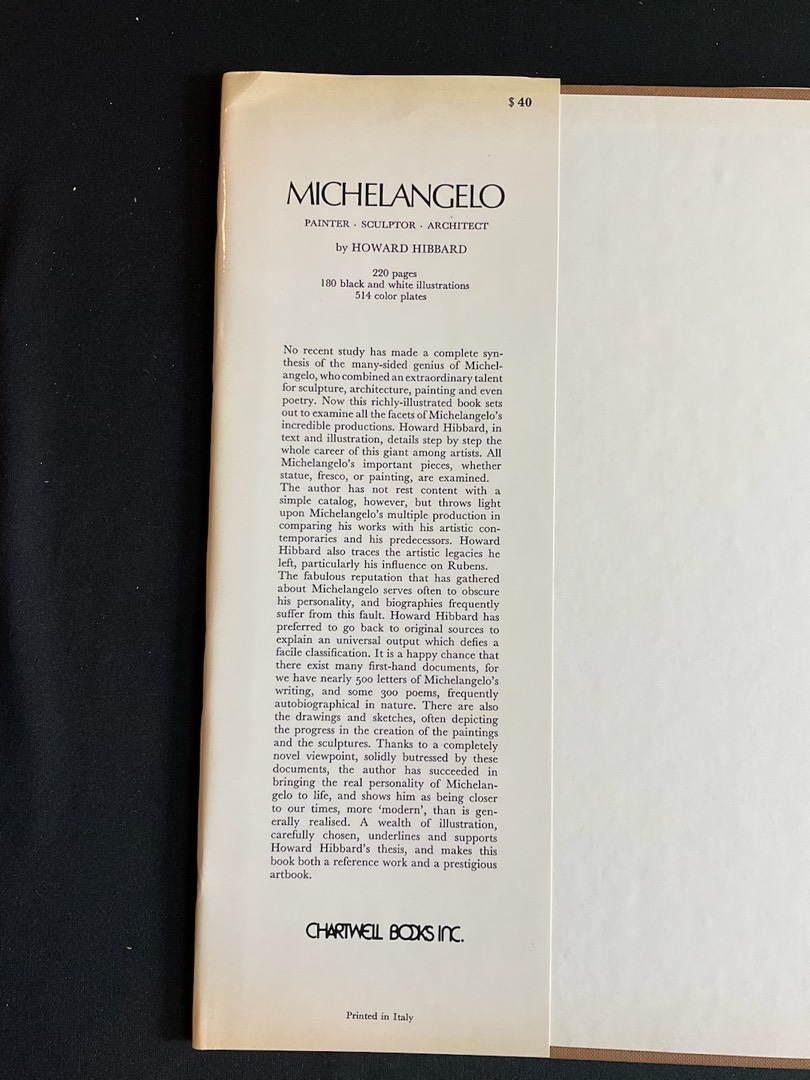 $ 40
MICHELANGELO
PAINTER · SCULPTOR · ARCHITECT
by HOWARD HIBBARD
220 pages
180 black and white illustrations
514 color plates
No recent study has made a complete syn-
thesis of the many-sided genius of Michel-
angelo, who combined an extraordinary talent
for sculpture, architecture, painting and even
poetry. Now this richly-illustrated book sets
out to examine all the facets of Michelangelo's
incredible productions. Howard Hibbard, in
text and illustration, details step by step the
whole career of this giant among artists. All
Michelangelo's important pieces, whether
statue, fresco, or painting, are examined.
The author has not rest content with a
simple catalog, however, but throws light
upon Michelangelo's multiple production in
comparing his works with his artistic con-
temporaries and his predecessors. Howard
Hibbard also traces the artistic legacies he
left, particularly his influence on Rubens.
The fabulous reputation that has gathered
about Michelangelo serves often to obscure
his personality, and biographies frequently
suffer from this fault. Howard Hibbard has
preferred to go back to original sources to
explain an universal output which defies a
facile classification. It is a happy chance that
there exist many first-hand documents, for
we have nearly 500 letters of Michelangelo's
writing, and some 300 poems, frequently
autobiographical in nature. There are also
the drawings and sketches, often depicting
the progress in the creation of the paintings
and the sculptures. Thanks to a completely
novel viewpoint, solidly butressed by these
documents, the author has succeeded in
bringing the real personality of Michelan-
gelo to life, and shows him as being closer
to our times, more 'modern', than is gen-
erally realised. A wealth of illustration,
carefully chosen, underlines and supports
Howard Hibbard's thesis, and makes this
book both a reference work and a prestigious
artbook.
CHARTWELL BOOKS INC.
Printed in Italy